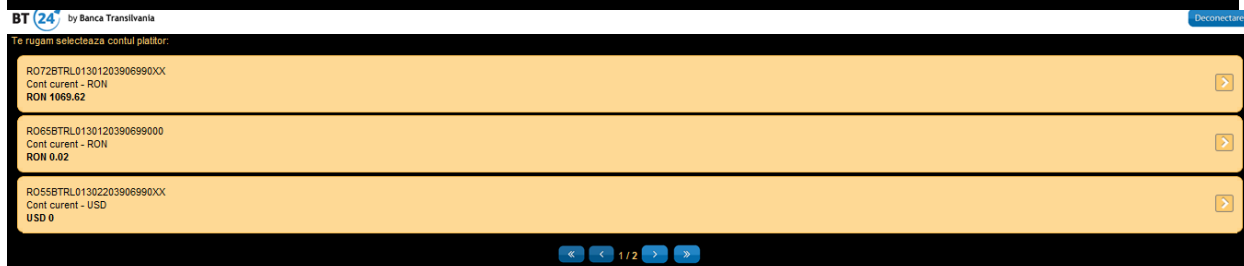 BT 24 by Banca Transilvania
Deconectare
Te rugam selecteaza contul platitor:
RO72BTRL01301203906990XX
Cont curent - RON
RON 1069.62
RO65BTRL0130120390699000
Cont curent - RON
RON 0.02
RO55BTRL01302203906990XX
Cont curent - USD
USD 0
« < 1 / 2 > »